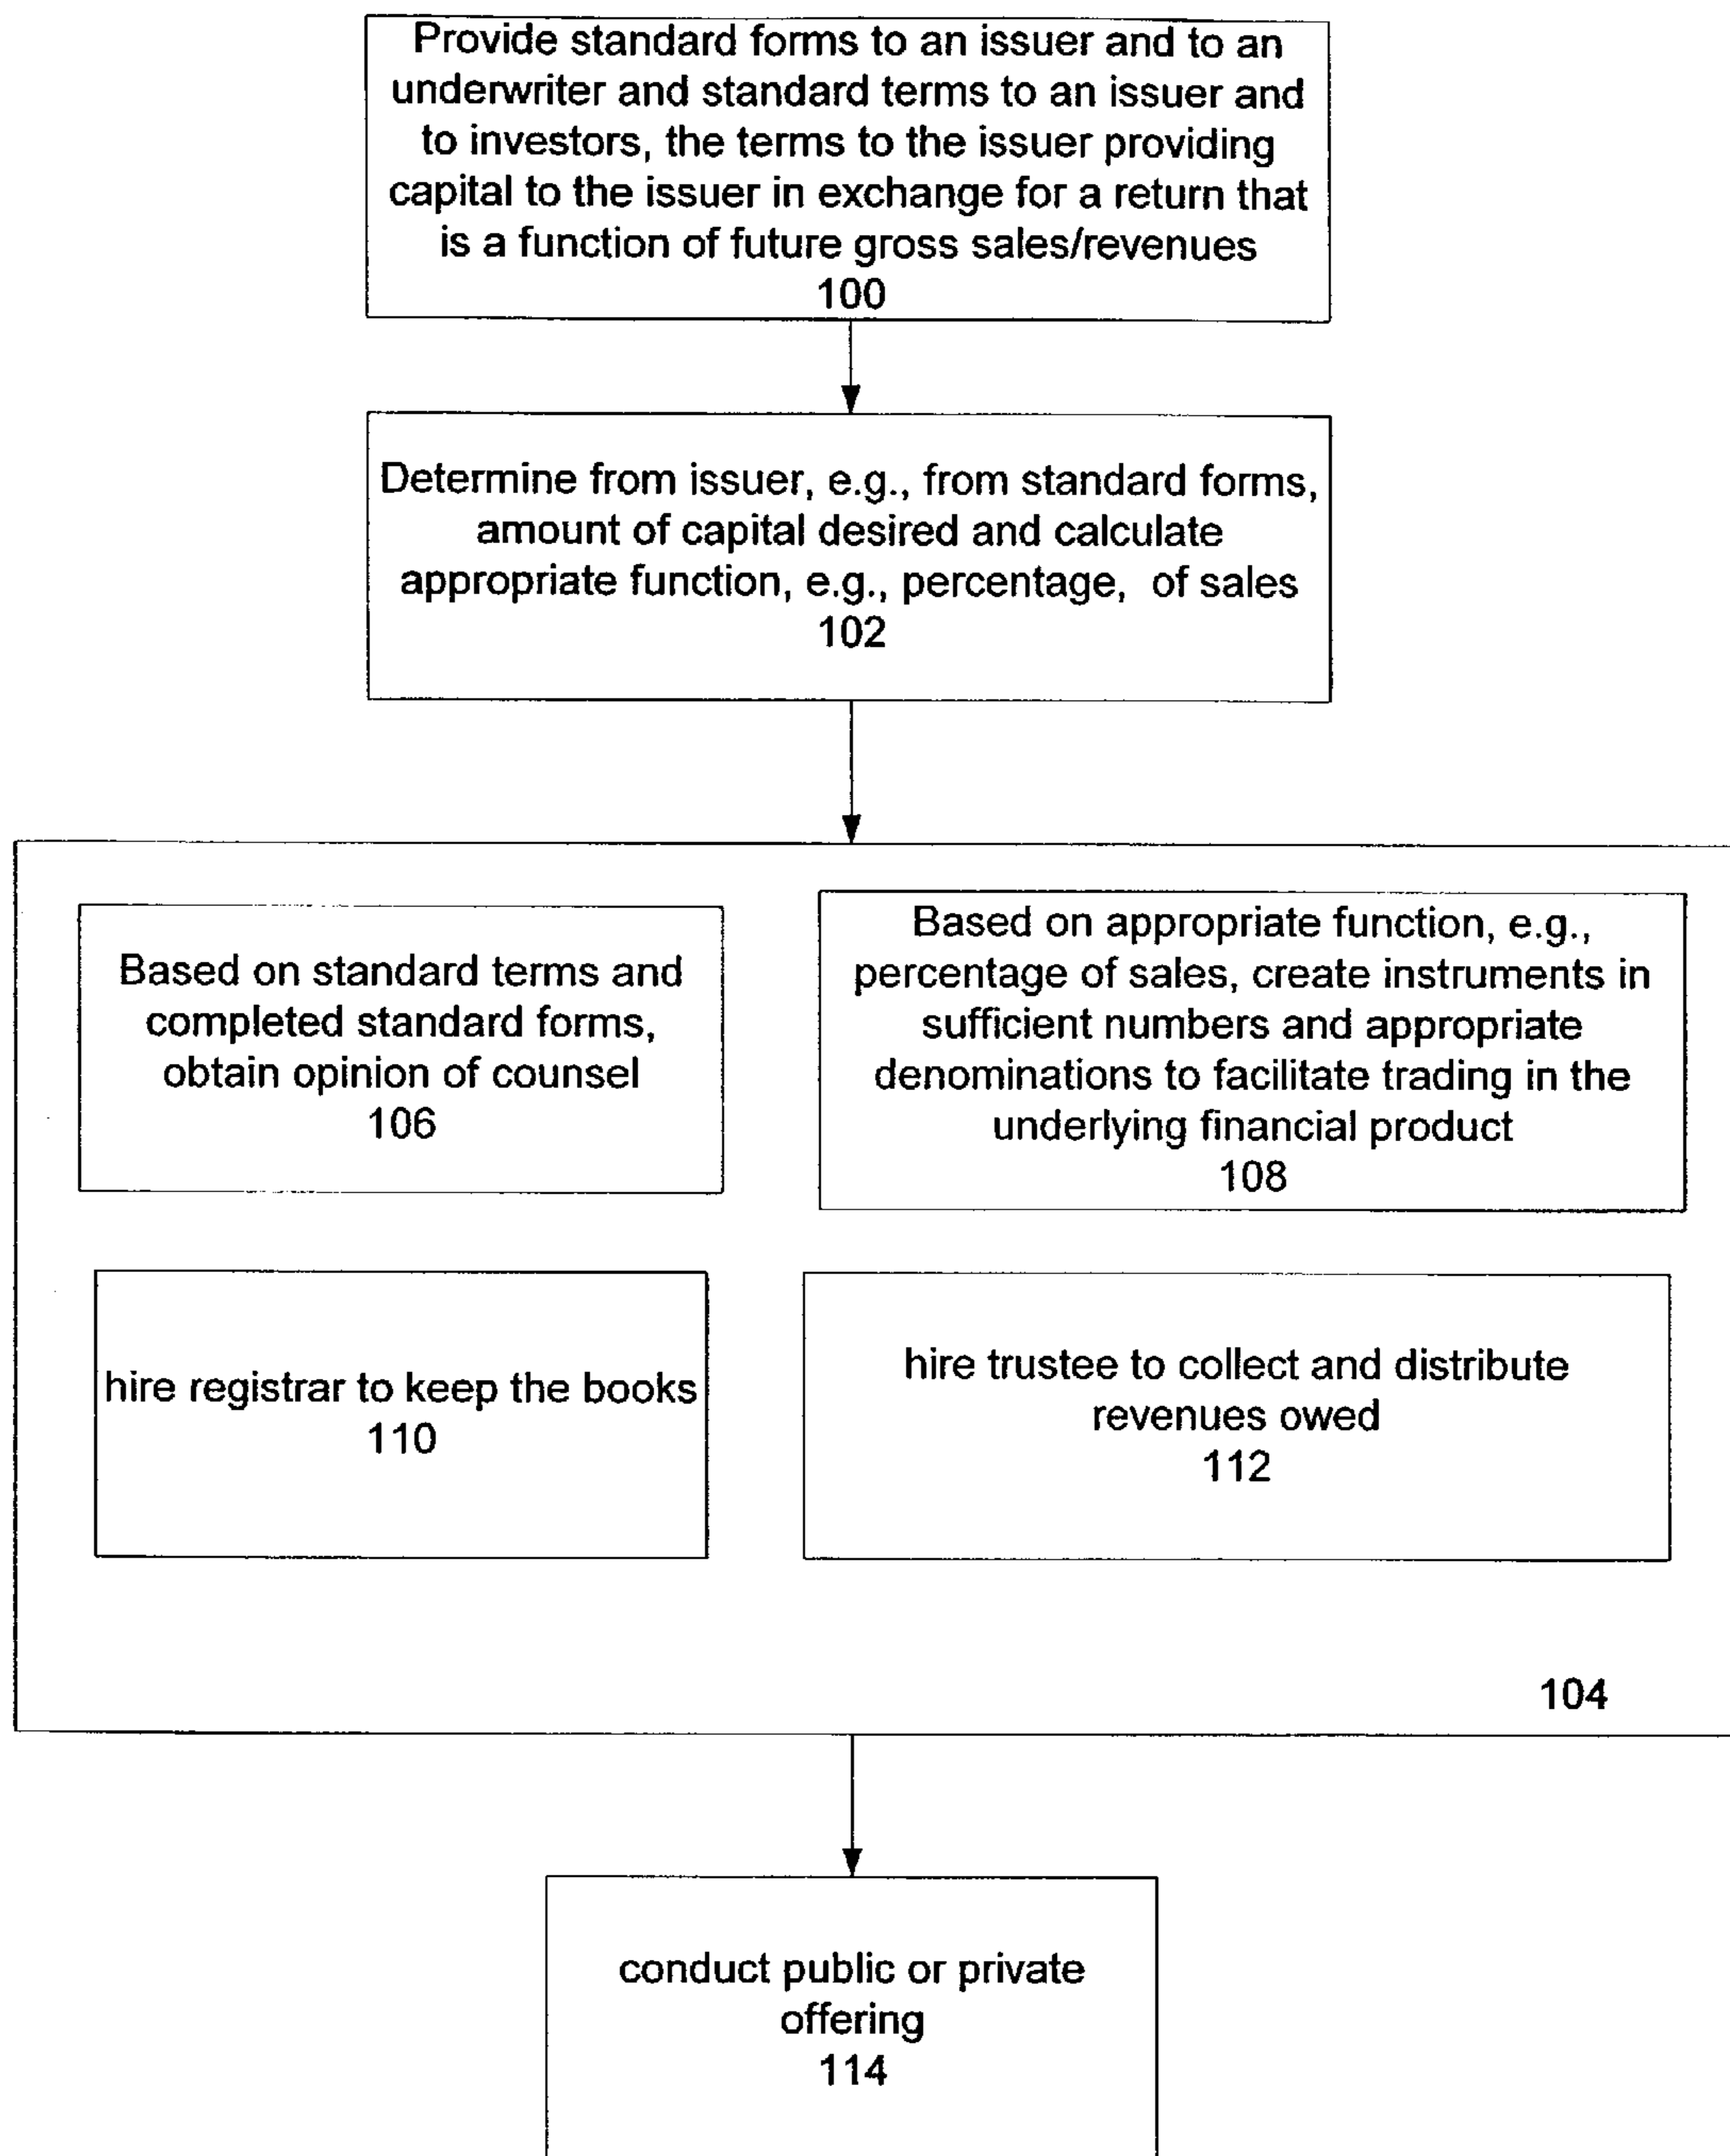 Provide standard forms to an issuer and to an
underwriter and standard terms to an issuer and
to investors, the terms to the issuer providing
capital to the issuer in exchange for a return that
is a function of future gross sales/revenues
100
Determine from issuer, e.g., from standard forms,
amount of capital desired and calculate
appropriate function, e.g., percentage, of sales
102
Based on standard terms and
completed standard forms,
obtain opinion of counsel
106
Based on appropriate function, e.g.,
percentage of sales, create instruments in
sufficient numbers and appropriate
denominations to facilitate trading in the
underlying financial product
108
hire registrar to keep the books
110
hire trustee to collect and distribute
revenues owed
112
104
conduct public or private
offering
114